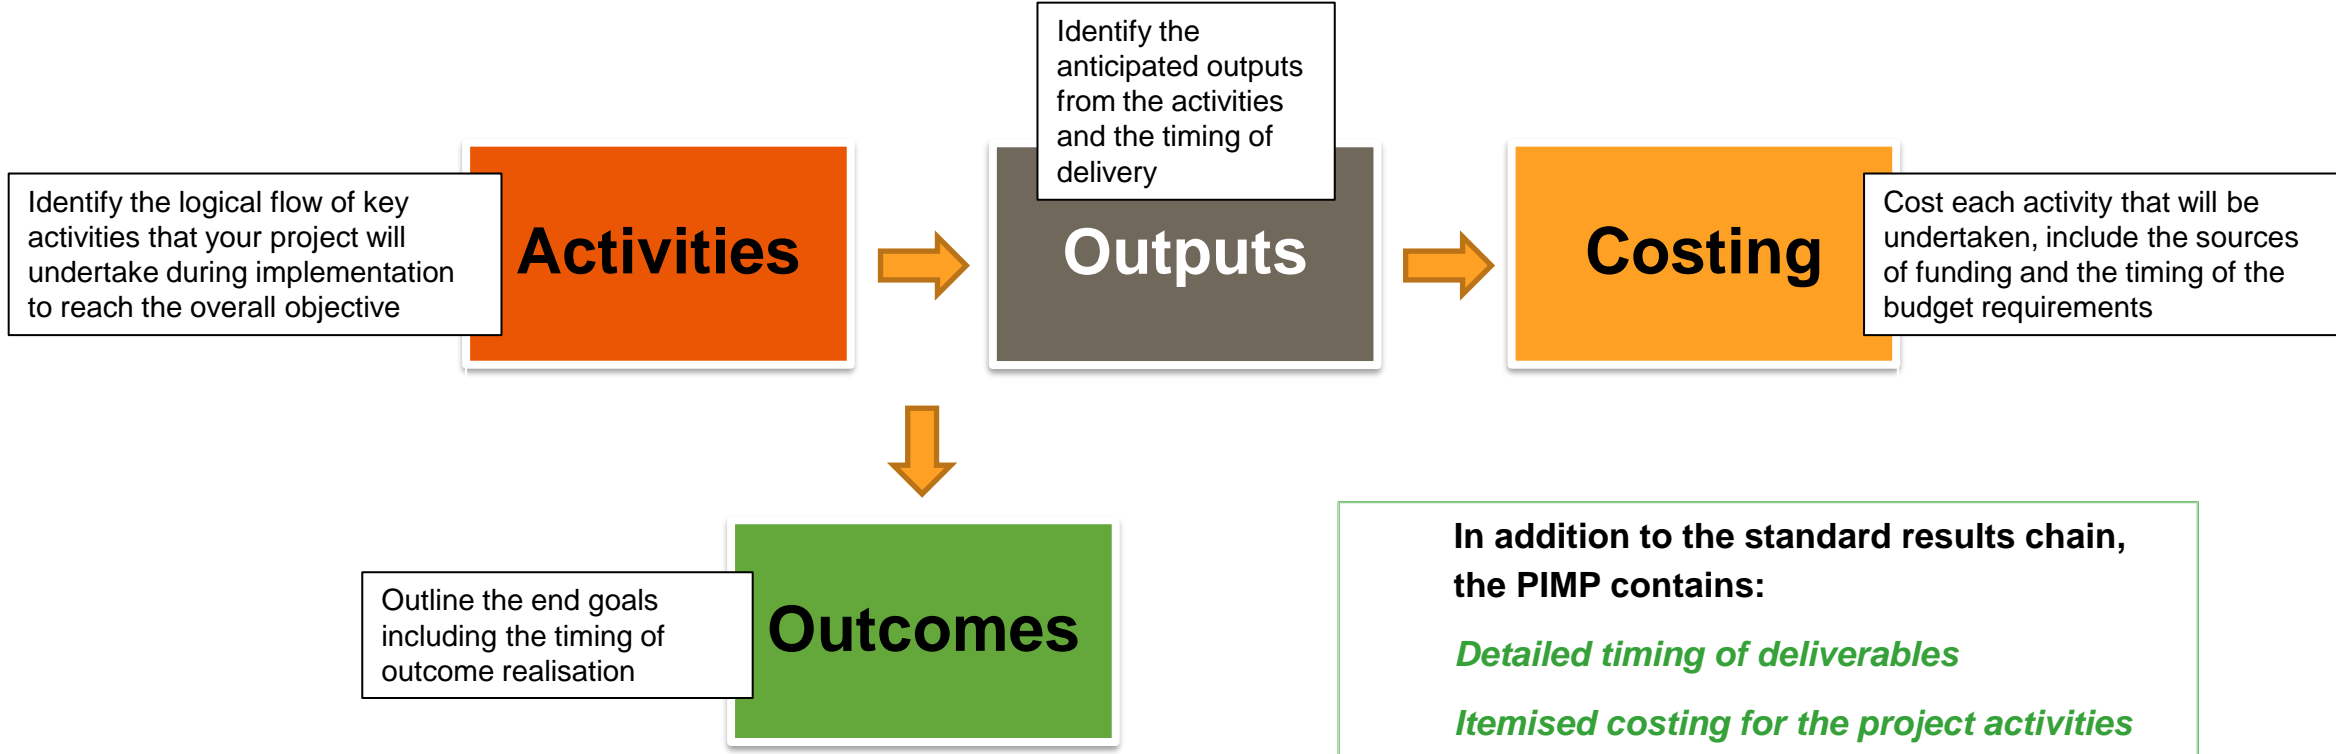 Identify the
anticipated outputs
from the activities
and the timing of
delivery
Identify the logical flow of key
activities that your project will
undertake during implementation
to reach the overall objective
Activities
Outputs
Costing
Cost each activity that will be
undertaken, include the sources
of funding and the timing of the
budget requirements
Outline the end goals
including the timing of
outcome realisation
Outcomes
In addition to the standard results chain,
the PIMP contains:
Detailed timing of deliverables
Itemised costing for the project activities